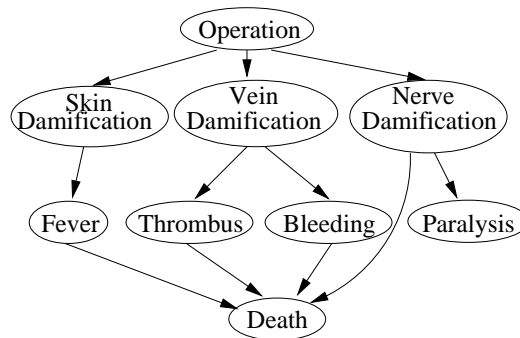 Operation
Skin
Damification
Vein
Damification
Nerve
Damification
Fever
Thrombus
Bleeding
Paralysis
Death